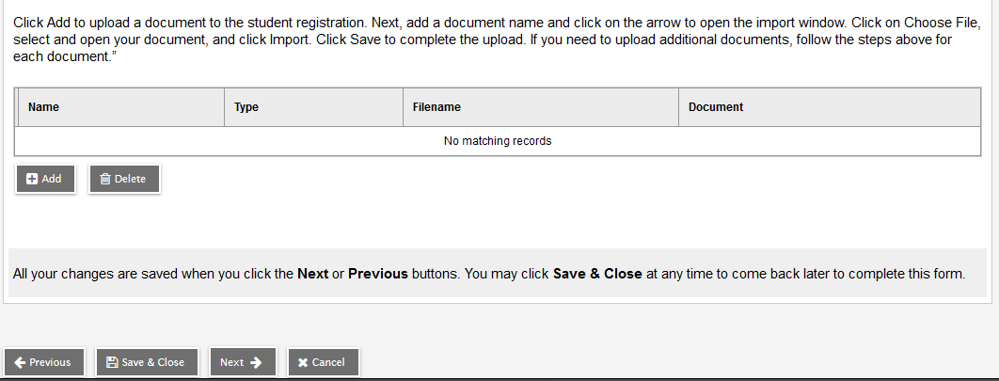 Click Add to upload a document to the student registration. Next, add a document name and click on the arrow to open the import window. Click on Choose File,
select and open your document, and click Import. Click Save to complete the upload. If you need to upload additional documents, follow the steps above for
each document.”
Name Type Filename Document
No matching records
Add Delete
All your changes are saved when you click the Next or Previous buttons. You may click Save & Close at any time to come back later to complete this form.
Previous Save & Close Next Cancel